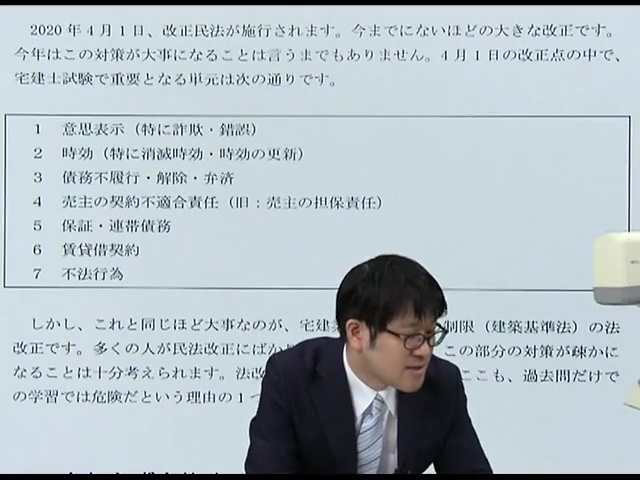 2020年4月1日、改正民法が施行されます。今までにないほどの大きな改正です。
今年はこの対策が大事になることは言うまでもありません。4月1日の改正点の中で、
宅建士試験で重要となる単元は次の通りです。
1 意思表示（特に詐欺・錯誤）
2 時効（特に消滅時効・時効の更新）
3 債務不履行・解除・弁済
4 売主の契約不適合責任（旧：売主の担保責任）
5 保証・連帯債務
6 賃貸借契約
7 不法行為
しかし、これと同じほど大事なのが、宅建 制限（建築基準法）の法
改正です。多くの人が民法改正にばか この部分の対策が疎かに
なることは十分考えられます。法改 ここも、過去問だけで
の学習では危険だという理由の1つ